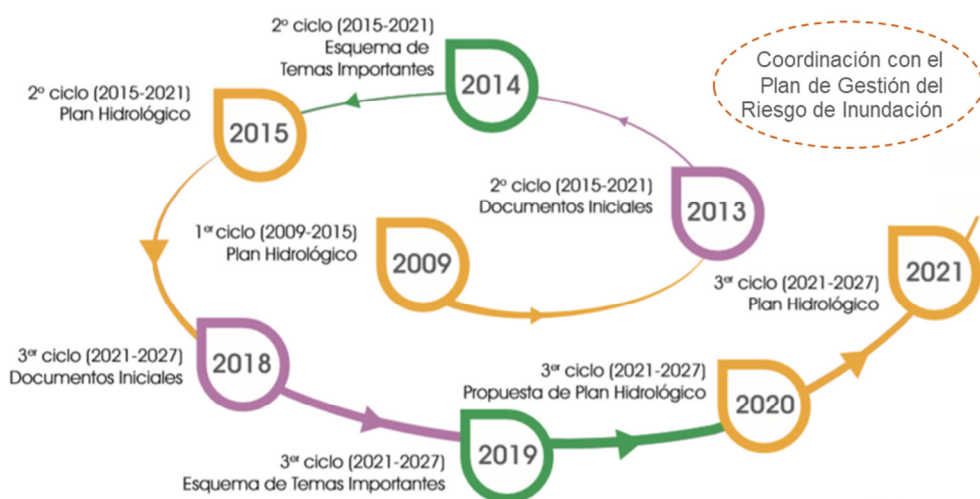 2º ciclo (2015-2021)
Esquema de
Temas Importantes
2014
Coordinación con el
Plan de Gestión del
Riesgo de Inundación
2º ciclo (2015-2021)
Plan Hidrológico
2015
2º ciclo (2015-2021)
Documentos Iniciales
2013
1er ciclo (2009-2015)
Plan Hidrológico
2009
3er ciclo (2021-2027)
Plan Hidrológico
2021
3er ciclo (2021-2027)
Documentos Iniciales
2018
3er ciclo (2021-2027)
Propuesta de Plan Hidrológico
2020
3er ciclo (2021-2027)
Esquema de Temas Importantes
2019